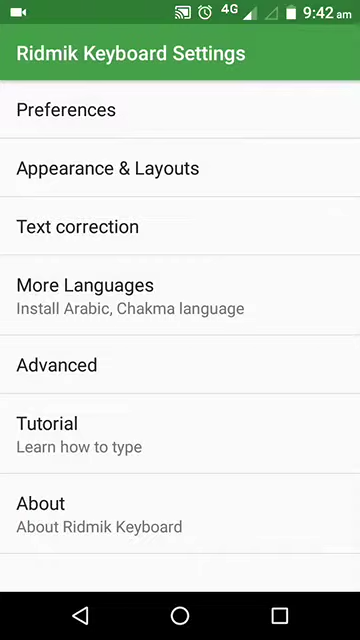 4G 9:42 am
Ridmik Keyboard Settings
Preferences
Appearance & Layouts
Text correction
More Languages
Install Arabic, Chakma language
Advanced
Tutorial
Learn how to type
About
About Ridmik Keyboard